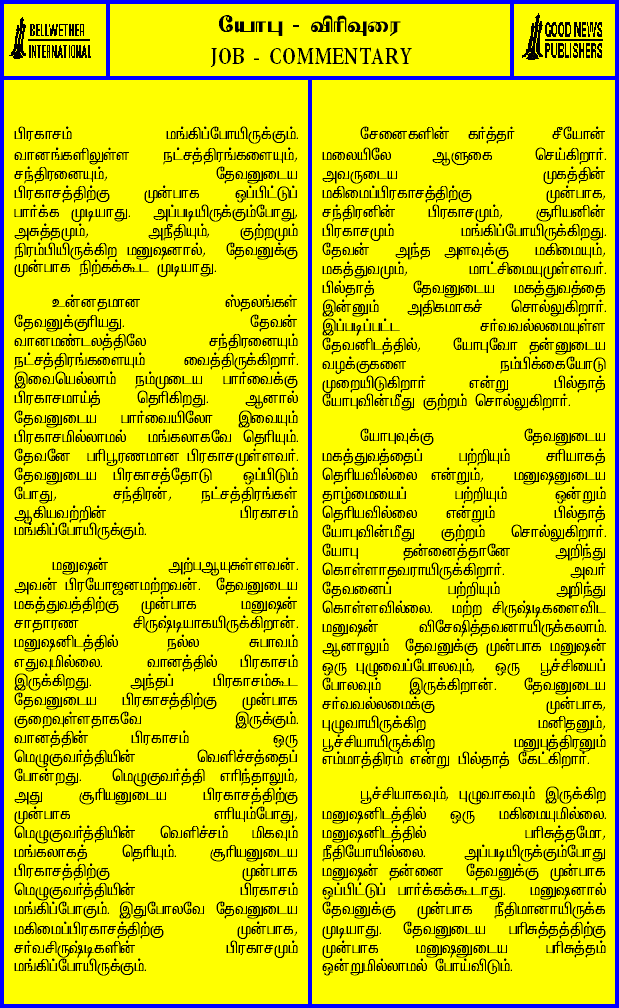 BELLWETHER
INTERNATIONAL
யோபு - விரிவுரை
JOB - COMMENTARY
GOOD NEWS
PUBLISHERS
பிரகாசம் மங்கிப்போயிருக்கும்.
வானங்களிலுள்ள நட்சத்திரங்களையும்,
சந்திரனையும், தேவனுடைய
பிரகாசத்திற்கு முன்பாக ஒப்பிட்டுப்
பார்க்க முடியாது. அப்படியிருக்கும்போது,
அசுத்தமும், அநீதியும், குற்றமும்
நிரம்பியிருக்கிற மனுஷனால், தேவனுக்கு
முன்பாக நிற்கக்கூட முடியாது.
உன்னதமான ஸ்தலங்கள்
தேவனுக்குரியது. தேவன்
வானமண்டலத்திலே சந்திரனையும்
நட்சத்திரங்களையும் வைத்திருக்கிறார்.
இவையெல்லாம் நம்முடைய பார்வைக்கு
பிரகாசமாய்த் தெரிகிறது. ஆனால்
தேவனுடைய பார்வையிலோ இவையும்
பிரகாசமில்லாமல் மங்கலாகவே தெரியும்.
தேவனே பரிபூரணமான பிரகாசமுள்ளவர்.
தேவனுடைய பிரகாசத்தோடு ஒப்பிடும்
போது, சந்திரன், நட்சத்திரங்கள்
ஆகியவற்றின் பிரகாசம்
மங்கிப்போயிருக்கும்.
மனுஷன் அற்பஆயுசுள்ளவன்.
அவன் பிரயோஜனமற்றவன். தேவனுடைய
மகத்துவத்திற்கு முன்பாக மனுஷன்
சாதாரண சிருஷ்டியாகயிருக்கிறான்.
மனுஷனிடத்தில் நல்ல சுபாவம்
எதுவுமில்லை. வானத்தில் பிரகாசம்
இருக்கிறது. அந்தப் பிரகாசம்கூட
தேவனுடைய பிரகாசத்திற்கு முன்பாக
குறைவுள்ளதாகவே இருக்கும்.
வானத்தின் பிரகாசம் ஒரு
மெழுகுவர்த்தியின் வெளிச்சத்தைப்
போன்றது. மெழுகுவர்த்தி எரிந்தாலும்,
அது சூரியனுடைய பிரகாசத்திற்கு
முன்பாக எரியும்போது,
மெழுகுவர்த்தியின் வெளிச்சம் மிகவும்
மங்கலாகத் தெரியும். சூரியனுடைய
பிரகாசத்திற்கு முன்பாக
மெழுகுவர்த்தியின் பிரகாசம்
மங்கிப்போகும். இதுபோலவே தேவனுடைய
மகிமைப்பிரகாசத்திற்கு முன்பாக,
சர்வசிருஷ்டிகளின் பிரகாசமும்
மங்கிப்போயிருக்கும்.
சேனைகளின் கர்த்தர் சீயோன்
மலையிலே ஆளுகை செய்கிறார்.
அவருடைய முகத்தின்
மகிமைப்பிரகாசத்திற்கு முன்பாக,
சந்திரனின் பிரகாசமும், சூரியனின்
பிரகாசமும் மங்கிப்போயிருக்கிறது.
தேவன் அந்த அளவுக்கு மகிமையும்,
மகத்துவமும், மாட்சிமையுமுள்ளவர்.
பில்தாத் தேவனுடைய மகத்துவத்தை
இன்னும் அதிகமாகச் சொல்லுகிறார்.
இப்படிப்பட்ட சர்வவல்லமையுள்ள
தேவனிடத்தில், யோபுவோ தன்னுடைய
வழக்குகளை நம்பிக்கையோடு
முறையிடுகிறார் என்று பில்தாத்
யோபுவின்மீது குற்றம் சொல்லுகிறார்.
யோபுவுக்கு தேவனுடைய
மகத்துவத்தைப் பற்றியும் சரியாகத்
தெரியவில்லை என்றும், மனுஷனுடைய
தாழ்மையைப் பற்றியும் ஒன்றும்
தெரியவில்லை என்றும் பில்தாத்
யோபுவின்மீது குற்றம் சொல்லுகிறார்.
யோபு தன்னைத்தானே அறிந்து
கொள்ளாதவராயிருக்கிறார். அவர்
தேவனைப் பற்றியும் அறிந்து
கொள்ளவில்லை. மற்ற சிருஷ்டிகளைவிட
மனுஷன் விசேஷித்தவனாயிருக்கலாம்.
ஆனாலும் தேவனுக்கு முன்பாக மனுஷன்
ஒரு புழுவைப்போலவும், ஒரு பூச்சியைப்
போலவும் இருக்கிறான். தேவனுடைய
சர்வவல்லமைக்கு முன்பாக,
புழுவாயிருக்கிற மனிதனும்,
பூச்சியாயிருக்கிற மனுபுத்திரனும்
எம்மாத்திரம் என்று பில்தாத் கேட்கிறார்.
பூச்சியாகவும், புழுவாகவும் இருக்கிற
மனுஷனிடத்தில் ஒரு மகிமையுமில்லை.
மனுஷனிடத்தில் பரிசுத்தமோ,
நீதியோயில்லை. அப்படியிருக்கும்போது
மனுஷன் தன்னை தேவனுக்கு முன்பாக
ஒப்பிட்டுப் பார்க்கக்கூடாது. மனுஷனால்
தேவனுக்கு முன்பாக நீதிமானாயிருக்க
முடியாது. தேவனுடைய பரிசுத்தத்திற்கு
முன்பாக மனுஷனுடைய பரிசுத்தம்
ஒன்றுமில்லாமல் போய்விடும்.